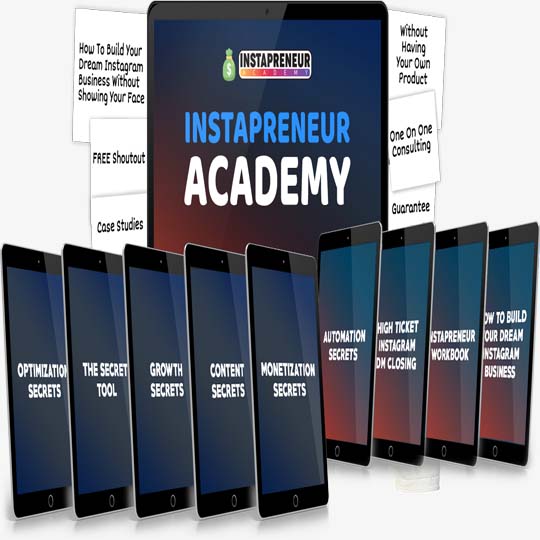 How To Build Your
Dream Instagram
Business Without
Showing Your Face
FREE Shoutout
Case Studies
$
INSTAPRENEUR
ACADEMY
INSTAPRENEUR
ACADEMY
Without
Having
Your Own
Product
One On One
Consulting
Guarantee
OPTIMIZATION
SECRETS
THE SECRET
TOOL
GROWTH
SECRETS
CONTENT
SECRETS
MONETIZATION
SECRETS
AUTOMATION
SECRETS
HIGH TICKET
INSTAGRAM
DM CLOSING
INSTAPRENEUR
WORKBOOK
HOW TO BUILD
YOUR DREAM
INSTAGRAM
BUSINESS